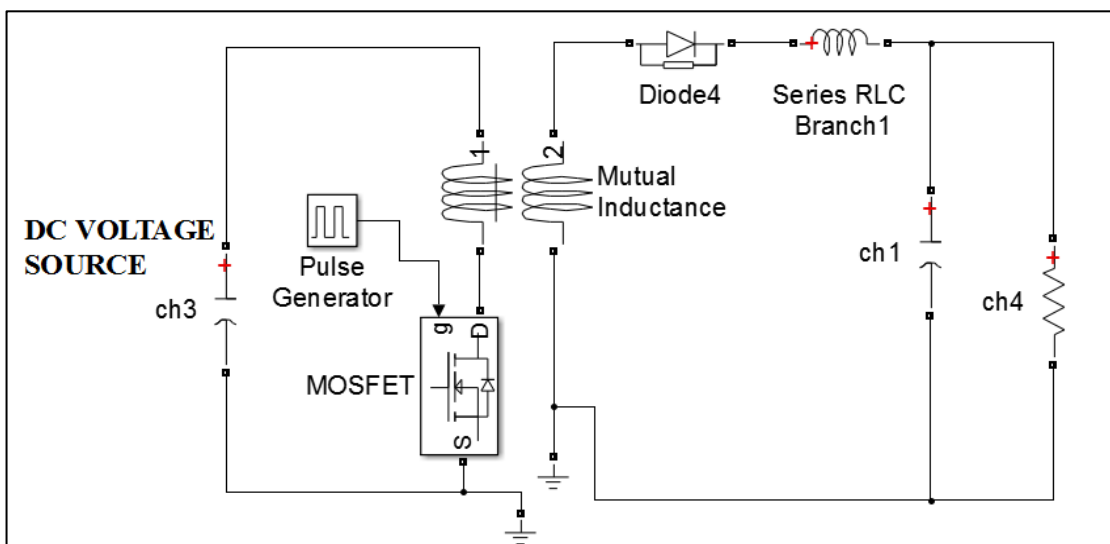 Diode4
Series RLC
Branch1
1
2
Mutual
Inductance
DC VOLTAGE
SOURCE
Pulse
Generator
ch3
ch1
ch4
g
D
MOSFET
S